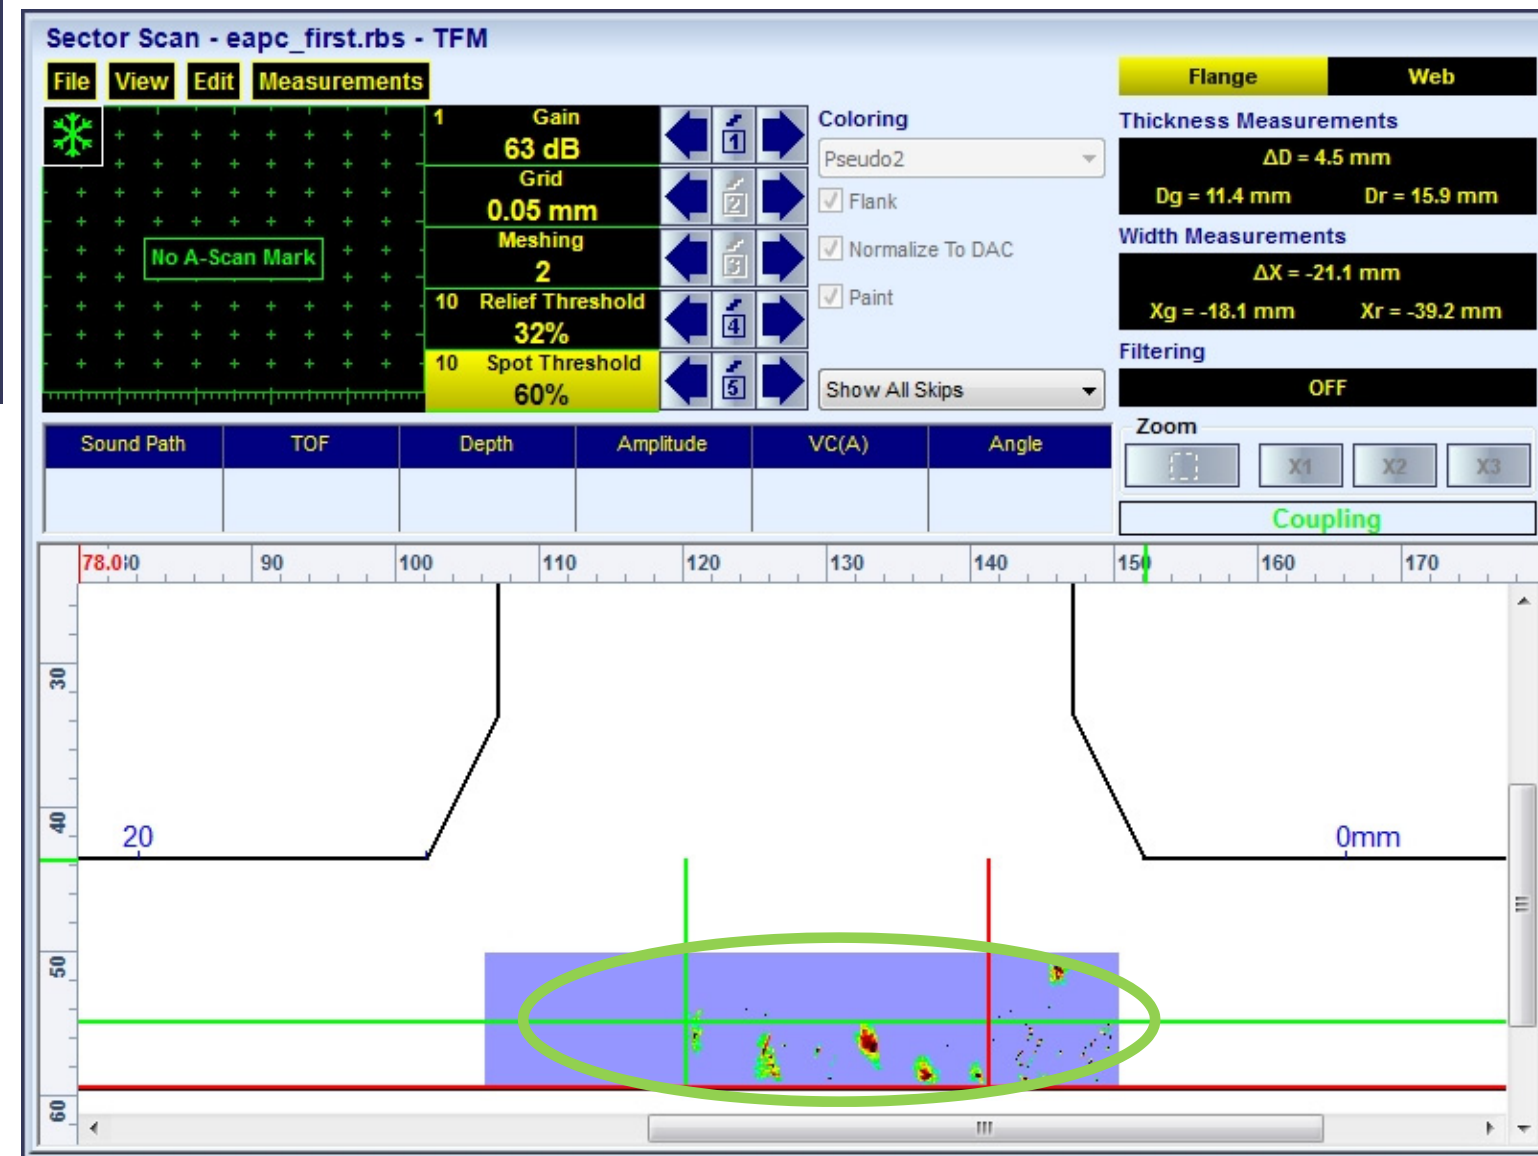 Sector Scan - eapc_first.rbs - TFM
File View Edit Measurements
No A-Scan Mark
1 Gain
63 dB
1
Grid
0.05 mm
2
Meshing
2
3
10 Relief Threshold
32%
4
10 Spot Threshold
60%
5
Coloring
Pseudo2
Flank
Normalize To DAC
Paint
Show All Skips
Flange Web
Thickness Measurements
ΔD = 4.5 mm
Dg = 11.4 mm Dr = 15.9 mm
Width Measurements
ΔX = -21.1 mm
Xg = -18.1 mm Xr = -39.2 mm
Filtering
OFF
Zoom
X1 X2 X3
Coupling
Sound Path TOF Depth Amplitude VC(A) Angle
78.0 90 100 110 120 130 140 150 160 170
30
40
20 0mm
50
60